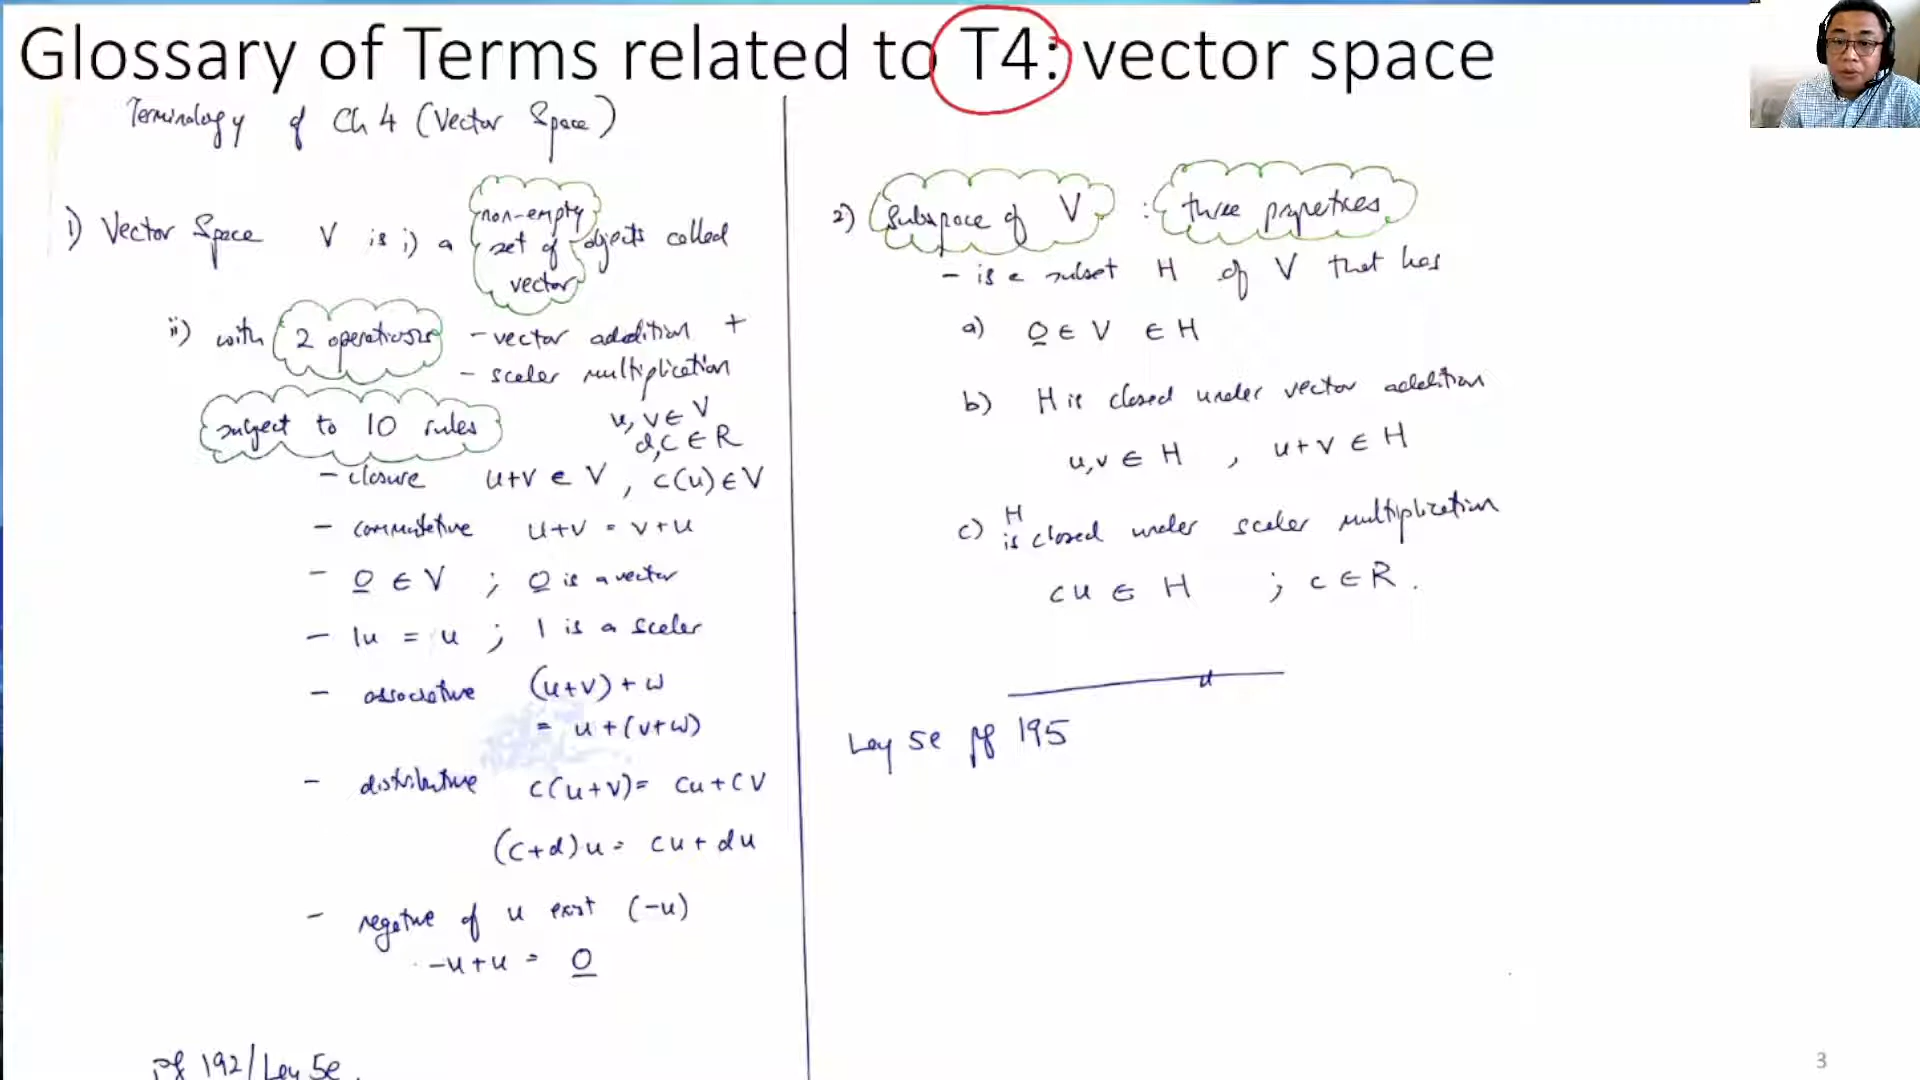 Glossary of Terms related to T4: vector space
Terminology of Ch 4 (Vector Space)
1) Vector Space V is i) a non-empty set of vector objects called
ii) with 2 operations - vector addition +
- scalar multiplication
subject to 10 rules
u, v ∈ V
d, c ∈ R
- closure u+v ∈ V , c(u) ∈ V
- commutative u+v = v+u
- 0 ∈ V ; 0 is a vector
- 1u = u ; 1 is a scalar
- associative (u+v) + w
= u + (v+w)
- distributive c(u+v) = cu + cv
(c+d)u = cu + du
- negative of u exist (-u)
-u + u = 0
pg 192/Lay 5e.
2) Subspace of V : three properties
- is a subset H of V that has
a) 0 ∈ V ∈ H
b) H is closed under vector addition
u,v ∈ H , u+v ∈ H
c) H is closed under scalar multiplication
cu ∈ H ; c ∈ R.
Lay 5e pg 195
3